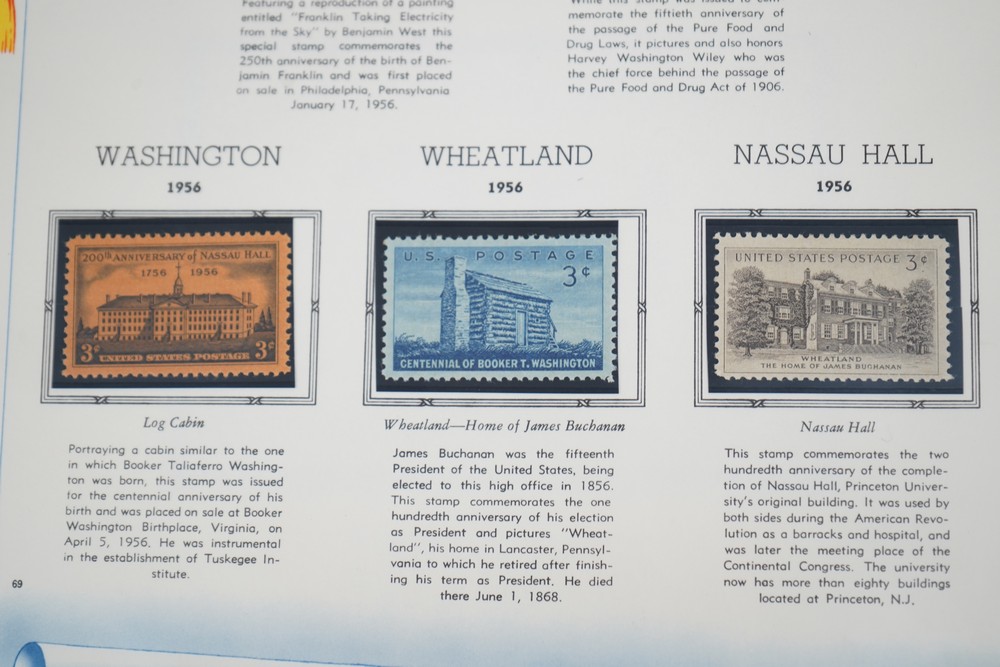 Featuring a reproduction of a painting
entitled "Franklin Taking Electricity
from the Sky" by Benjamin West this
special stamp commemorates the
250th anniversary of the birth of Ben-
jamin Franklin and was first placed
on sale in Philadelphia, Pennsylvania
January 17, 1956.
While this stamp was issued to com-
memorate the fiftieth anniversary of
the passage of the Pure Food and
Drug Laws, it pictures and also honors
Harvey Washington Wiley who was
the chief force behind the passage of
the Pure Food and Drug Act of 1906.
WASHINGTON
1956
200th ANNIVERSARY of NASSAU HALL
1756 1956
3¢ UNITED STATES POSTAGE 3¢
Log Cabin
Portraying a cabin similar to the one
in which Booker Taliaferro Washing-
ton was born, this stamp was issued
for the centennial anniversary of his
birth and was placed on sale at Booker
Washington Birthplace, Virginia, on
April 5, 1956. He was instrumental
in the establishment of Tuskegee In-
stitute.
WHEATLAND
1956
U.S. POSTAGE
3¢
CENTENNIAL OF BOOKER T. WASHINGTON
Wheatland—Home of James Buchanan
James Buchanan was the fifteenth
President of the United States, being
elected to this high office in 1856.
This stamp commemorates the one
hundredth anniversary of his election
as President and pictures "Wheat-
land", his home in Lancaster, Pennsyl-
vania to which he retired after finish-
ing his term as President. He died
there June 1, 1868.
NASSAU HALL
1956
UNITED STATES POSTAGE 3¢
WHEATLAND
THE HOME OF JAMES BUCHANAN
Nassau Hall
This stamp commemorates the two
hundredth anniversary of the comple-
tion of Nassau Hall, Princeton Univer-
sity's original building. It was used by
both sides during the American Revo-
lution as a barracks and hospital, and
was later the meeting place of the
Continental Congress. The university
now has more than eighty buildings
located at Princeton, N.J.
69